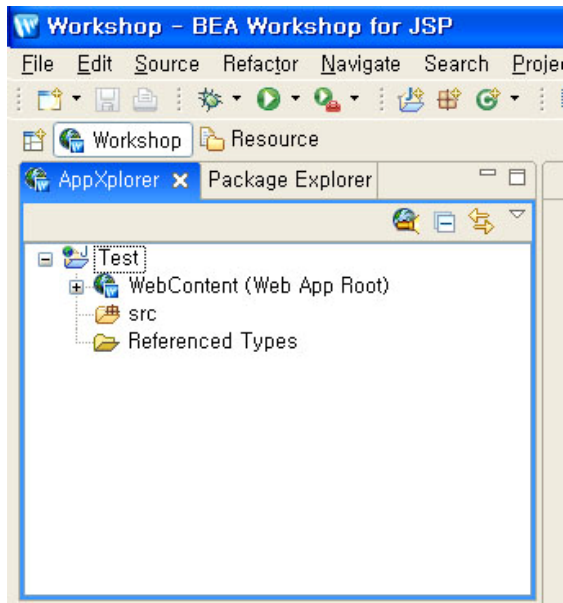 Workshop - BEA Workshop for JSP
File Edit Source Refactor Navigate Search Proje
Workshop Resource
AppXplorer Package Explorer
Test
WebContent (Web App Root)
src
Referenced Types